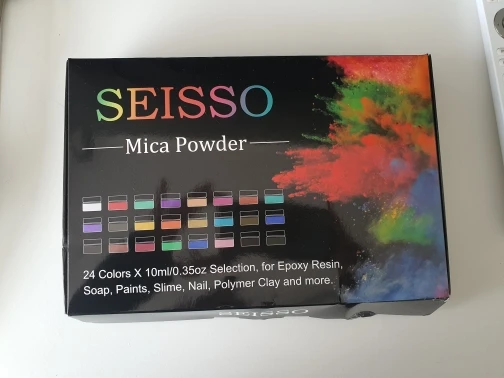 SEISSO
Mica Powder
24 Colors X 10ml/0.35oz Selection, for Epoxy Resin,
Soap, Paints, Slime, Nail, Polymer Clay and more.
SEISSO